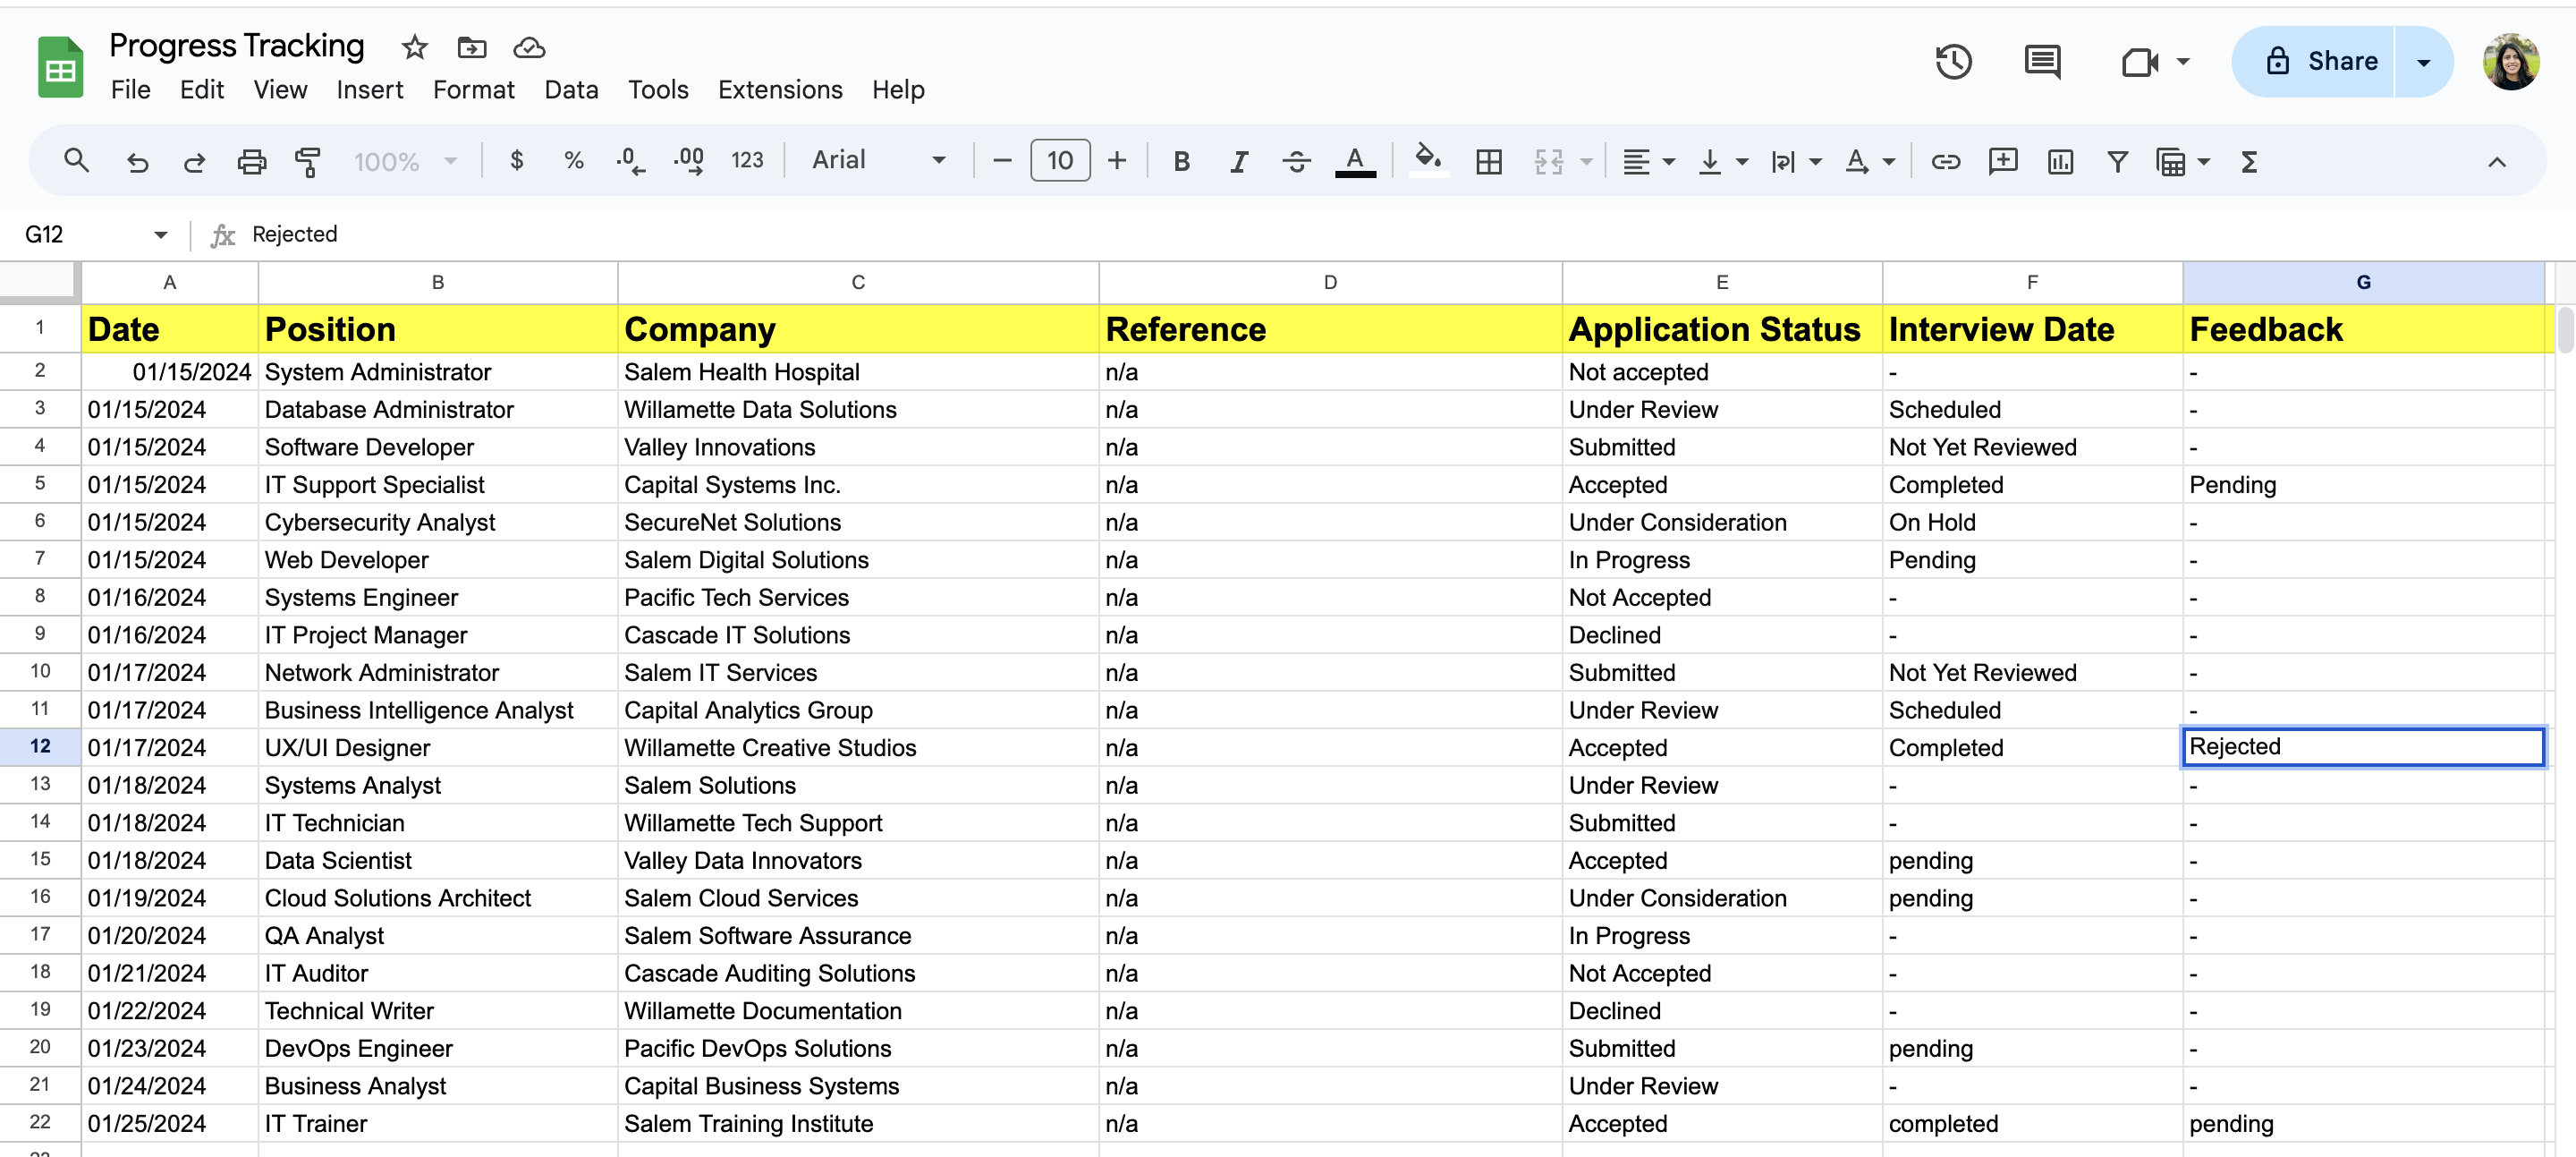 Progress Tracking
File Edit View Insert Format Data Tools Extensions Help
Share
100% $ % .0 .00 123 Arial 10 B I A A Σ
G12 fx Rejected
A B C D E F G
1 Date Position Company Reference Application Status Interview Date Feedback
2 01/15/2024 System Administrator Salem Health Hospital n/a Not accepted - -
3 01/15/2024 Database Administrator Willamette Data Solutions n/a Under Review Scheduled -
4 01/15/2024 Software Developer Valley Innovations n/a Submitted Not Yet Reviewed -
5 01/15/2024 IT Support Specialist Capital Systems Inc. n/a Accepted Completed Pending
6 01/15/2024 Cybersecurity Analyst SecureNet Solutions n/a Under Consideration On Hold -
7 01/15/2024 Web Developer Salem Digital Solutions n/a In Progress Pending -
8 01/16/2024 Systems Engineer Pacific Tech Services n/a Not Accepted - -
9 01/16/2024 IT Project Manager Cascade IT Solutions n/a Declined - -
10 01/17/2024 Network Administrator Salem IT Services n/a Submitted Not Yet Reviewed -
11 01/17/2024 Business Intelligence Analyst Capital Analytics Group n/a Under Review Scheduled -
12 01/17/2024 UX/UI Designer Willamette Creative Studios n/a Accepted Completed Rejected
13 01/18/2024 Systems Analyst Salem Solutions n/a Under Review - -
14 01/18/2024 IT Technician Willamette Tech Support n/a Submitted - -
15 01/18/2024 Data Scientist Valley Data Innovators n/a Accepted pending -
16 01/19/2024 Cloud Solutions Architect Salem Cloud Services n/a Under Consideration pending -
17 01/20/2024 QA Analyst Salem Software Assurance n/a In Progress - -
18 01/21/2024 IT Auditor Cascade Auditing Solutions n/a Not Accepted - -
19 01/22/2024 Technical Writer Willamette Documentation n/a Declined - -
20 01/23/2024 DevOps Engineer Pacific DevOps Solutions n/a Submitted pending -
21 01/24/2024 Business Analyst Capital Business Systems n/a Under Review - -
22 01/25/2024 IT Trainer Salem Training Institute n/a Accepted completed pending